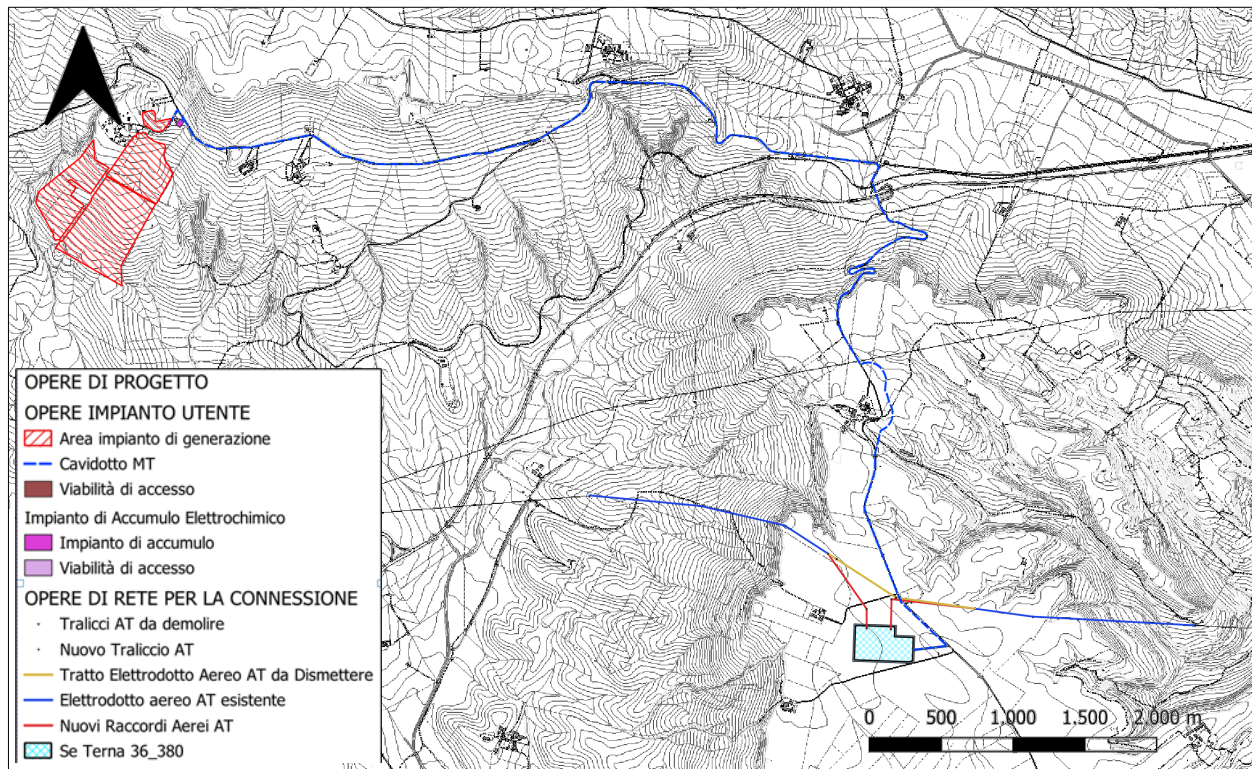 OPERE DI PROGETTO
OPERE IMPIANTO UTENTE
Area impianto di generazione
Cavidotto MT
Viabilità di accesso
Impianto di Accumulo Elettrochimico
Impianto di accumulo
Viabilità di accesso
OPERE DI RETE PER LA CONNESSIONE
Tralicci AT da demolire
Nuovo Traliccio AT
Tratto Elettrodotto Aereo AT da Dismettere
Elettrodotto aereo AT esistente
Nuovi Raccordi Aerei AT
Se Terna 36_380
0 500 1.000 1.500 2.000 m